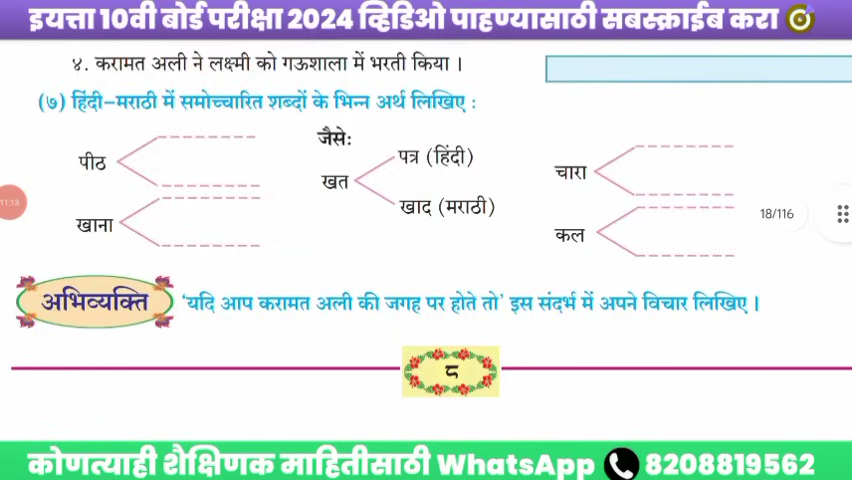 इयत्ता 10वी बोर्ड परीक्षा 2024 व्हिडिओ पाहण्यासाठी सबस्क्राईब करा
४. करामत अली ने लक्ष्मी को गऊशाला में भरती किया ।
(७) हिंदी-मराठी में समोच्चारित शब्दों के भिन्न अर्थ लिखिए :
जैसे:
पीठ
खत
पत्र (हिंदी)
खाद (मराठी)
चारा
11:13
18/116
खाना
कल
अभिव्यक्ति 'यदि आप करामत अली की जगह पर होते तो' इस संदर्भ में अपने विचार लिखिए ।
८
कोणत्याही शैक्षिणक माहितीसाठी WhatsApp 8208819562